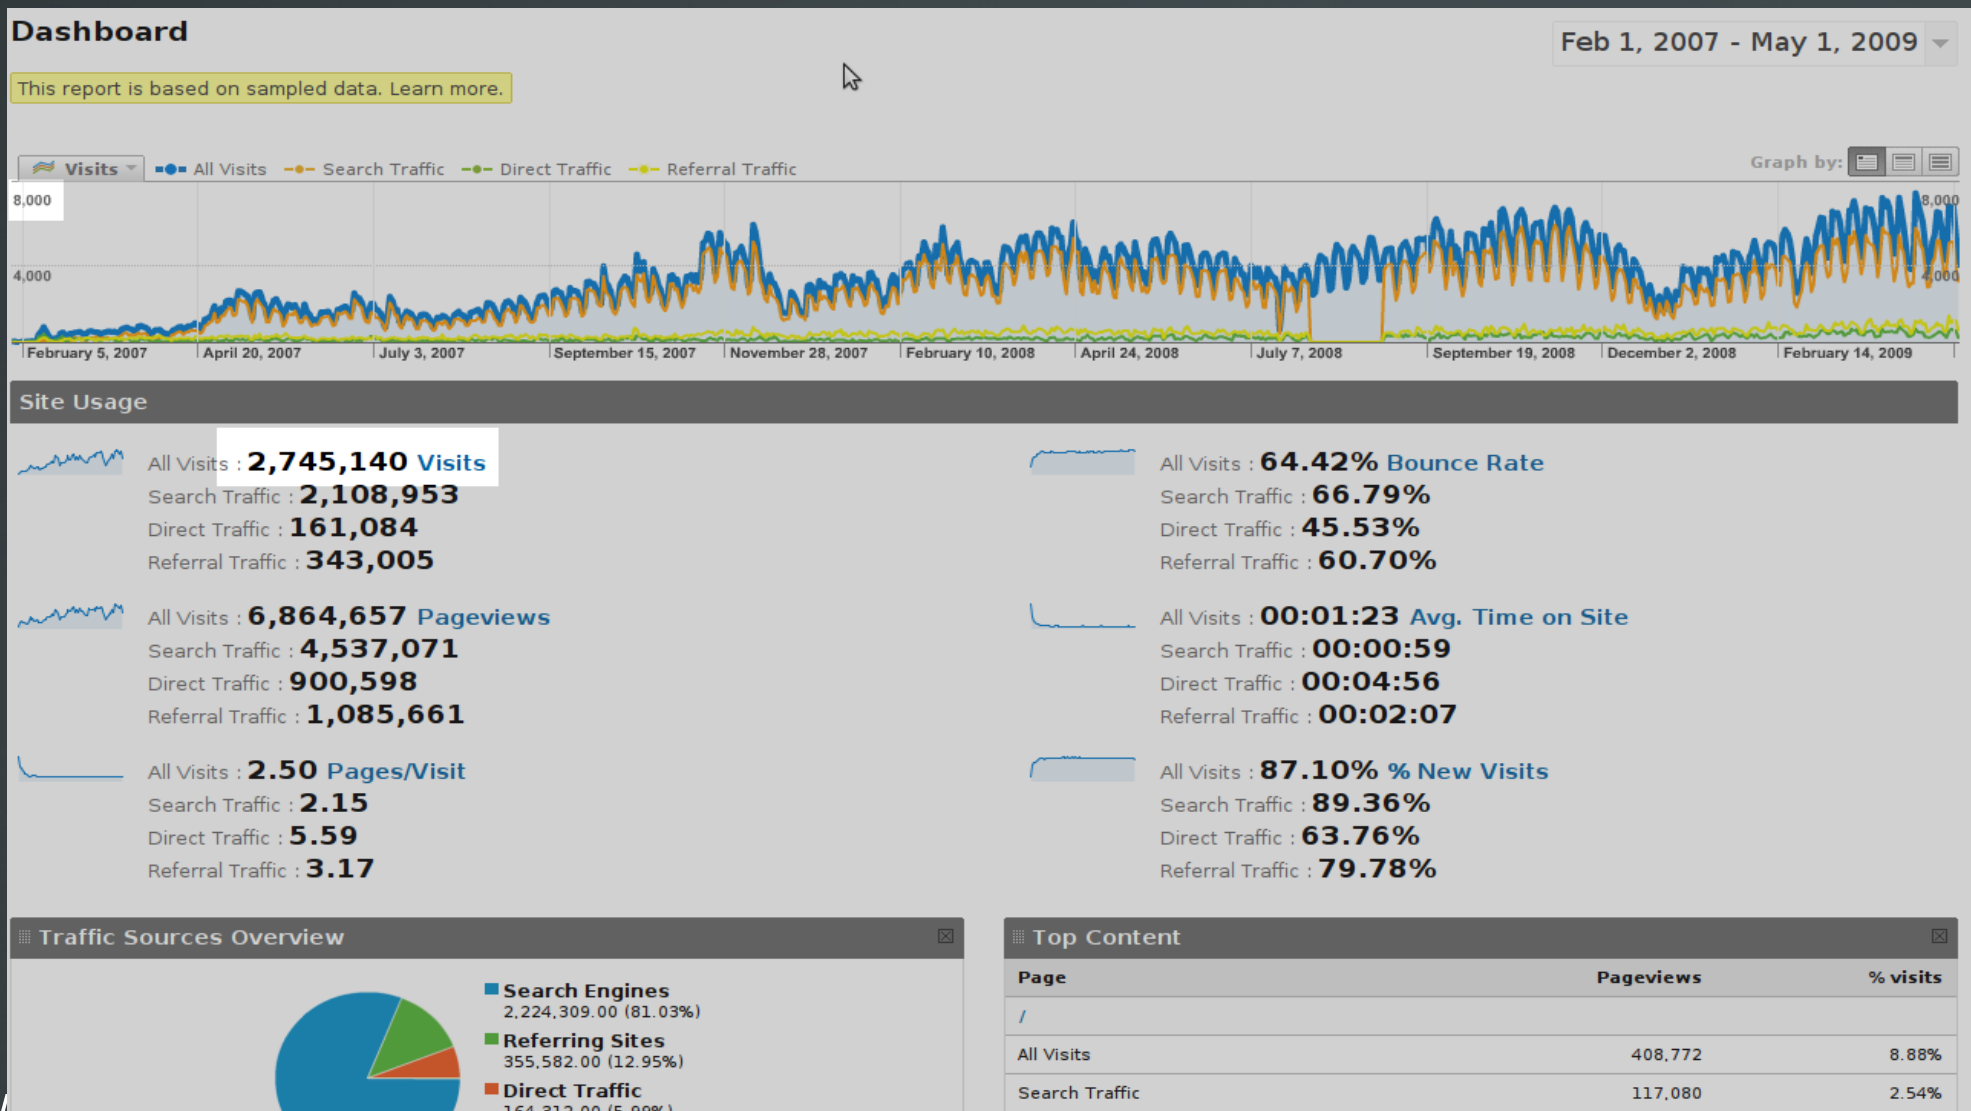 Dashboard
Feb 1, 2007 - May 1, 2009
This report is based on sampled data. Learn more.
Visits All Visits Search Traffic Direct Traffic Referral Traffic
Graph by:
8,000 8,000
4,000 4,000
February 5, 2007 April 20, 2007 July 3, 2007 September 15, 2007 November 28, 2007 February 10, 2008 April 24, 2008 July 7, 2008 September 19, 2008 December 2, 2008 February 14, 2009
Site Usage
All Visits : 2,745,140 Visits
Search Traffic : 2,108,953
Direct Traffic : 161,084
Referral Traffic : 343,005
All Visits : 64.42% Bounce Rate
Search Traffic : 66.79%
Direct Traffic : 45.53%
Referral Traffic : 60.70%
All Visits : 6,864,657 Pageviews
Search Traffic : 4,537,071
Direct Traffic : 900,598
Referral Traffic : 1,085,661
All Visits : 00:01:23 Avg. Time on Site
Search Traffic : 00:00:59
Direct Traffic : 00:04:56
Referral Traffic : 00:02:07
All Visits : 2.50 Pages/Visit
Search Traffic : 2.15
Direct Traffic : 5.59
Referral Traffic : 3.17
All Visits : 87.10% % New Visits
Search Traffic : 89.36%
Direct Traffic : 63.76%
Referral Traffic : 79.78%
Traffic Sources Overview
Search Engines
2,224,309.00 (81.03%)
Referring Sites
355,582.00 (12.95%)
Direct Traffic
164,312.00 (5.99%)
Top Content
Page Pageviews % visits
/
All Visits 408,772 8.88%
Search Traffic 117,080 2.54%